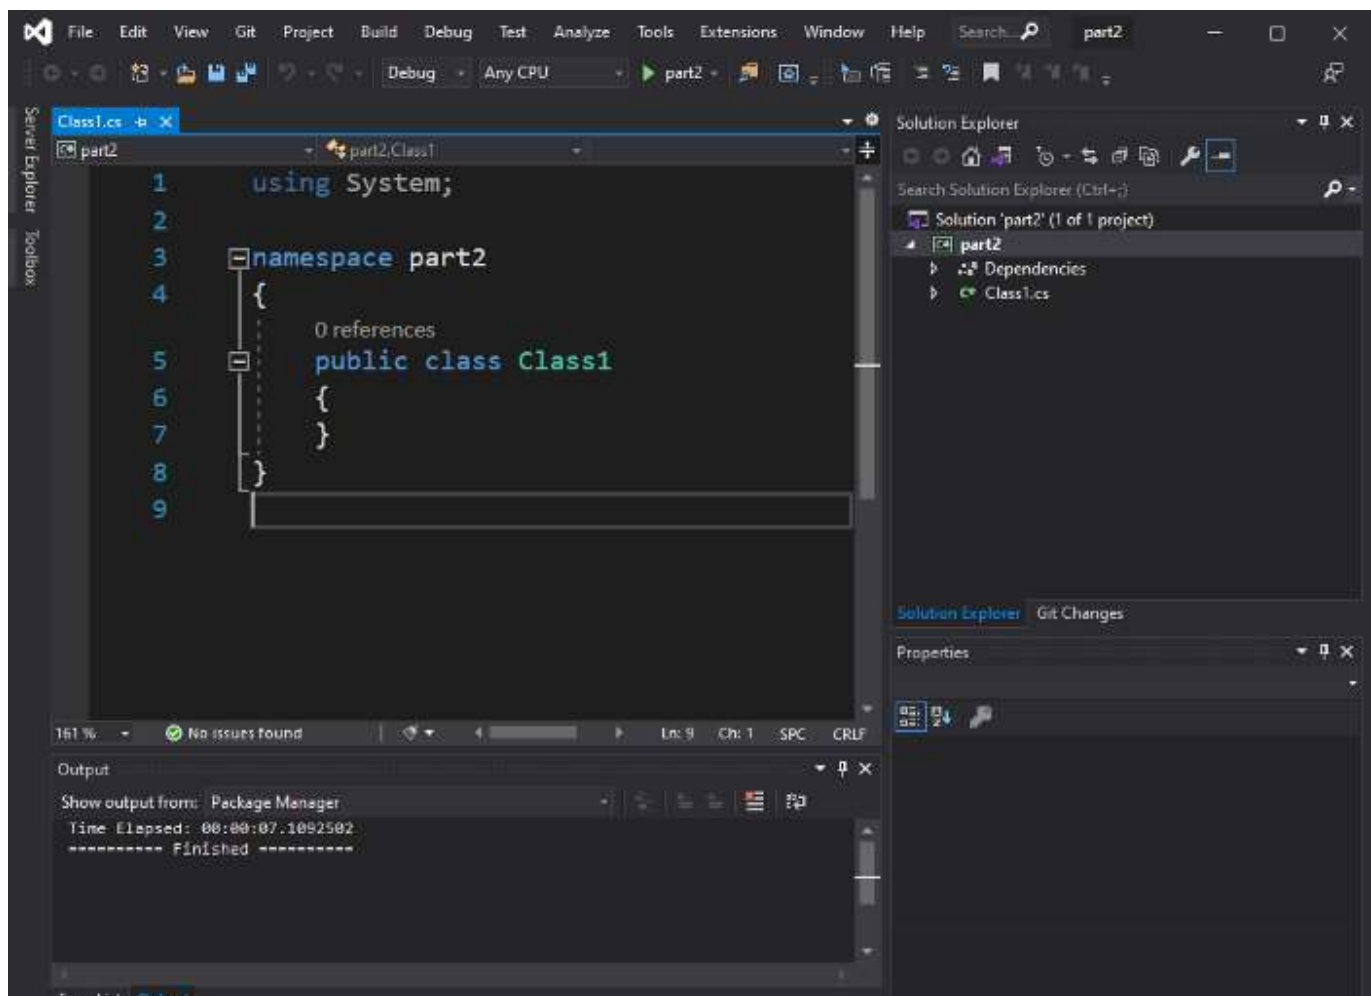 File Edit View Git Project Build Debug Test Analyze Tools Extensions Window Help Search... part2
Debug Any CPU part2
Server Explorer
Toolbox
Class1.cs
part2 part2.Class1
1 using System;
2
3 namespace part2
4 {
0 references
5 public class Class1
6 {
7 }
8 }
9
161 % No issues found Ln: 9 Ch: 1 SPC CRLF
Output
Show output from: Package Manager
Time Elapsed: 00:00:07.1092502
---------- Finished ----------
Solution Explorer
Search Solution Explorer (Ctrl+;)
Solution 'part2' (1 of 1 project)
part2
Dependencies
Class1.cs
Solution Explorer Git Changes
Properties